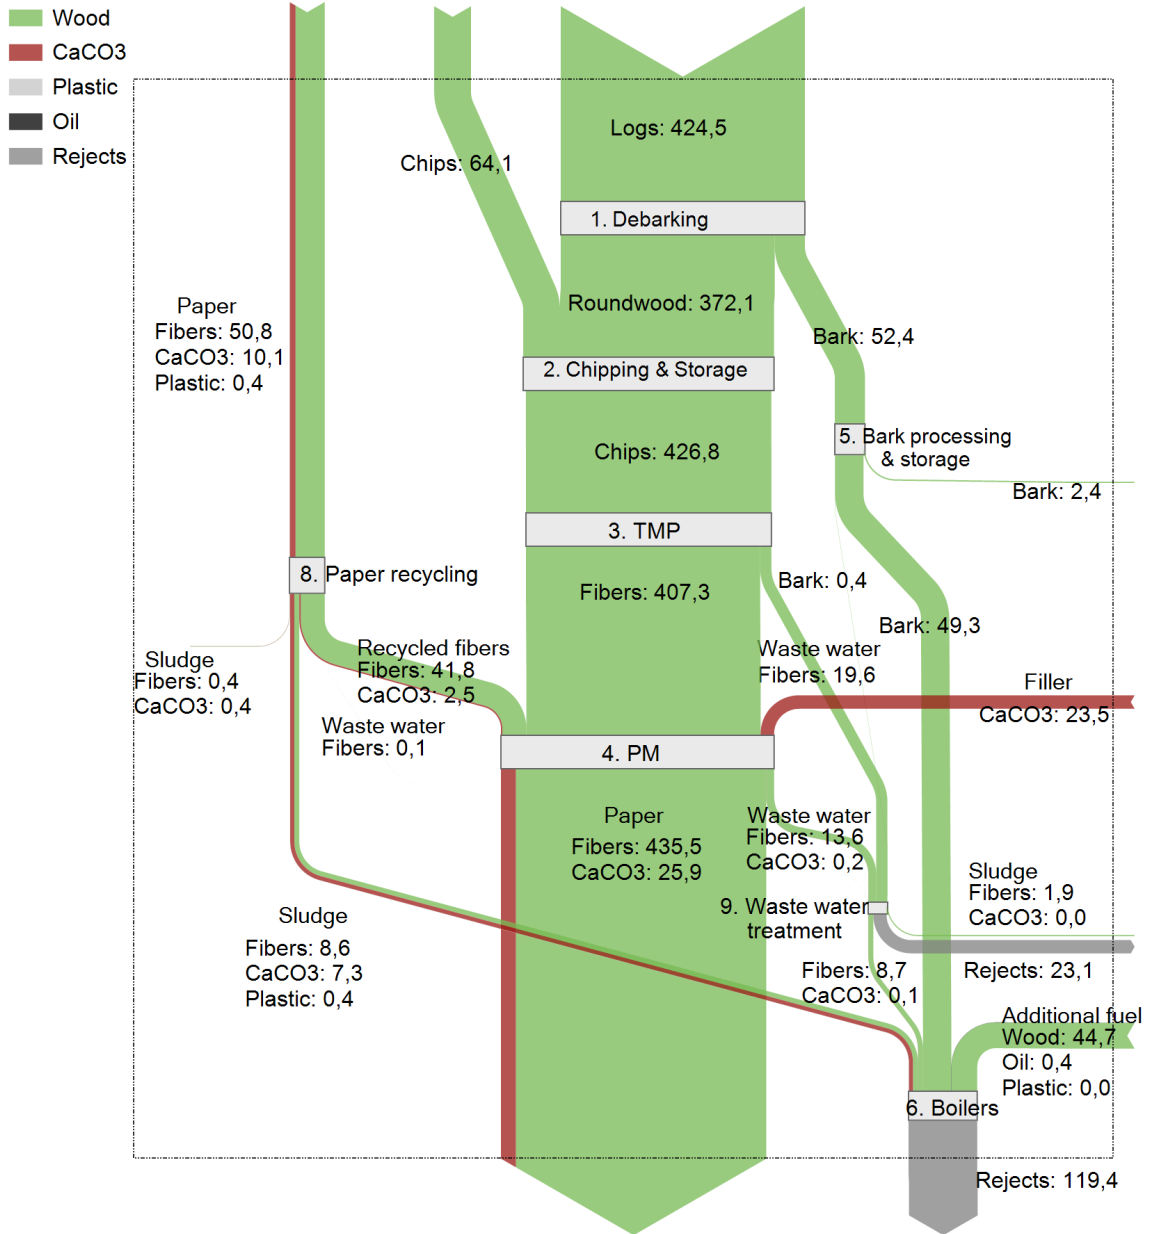 Wood
CaCO3
Plastic
Oil
Rejects
Logs: 424,5
Chips: 64,1
1. Debarking
Roundwood: 372,1
Paper
Fibers: 50,8
CaCO3: 10,1
Plastic: 0,4
Bark: 52,4
2. Chipping & Storage
5. Bark processing
& storage
Chips: 426,8
Bark: 2,4
3. TMP
8. Paper recycling
Bark: 0,4
Fibers: 407,3
Bark: 49,3
Recycled fibers
Fibers: 41,8
CaCO3: 2,5
Waste water
Fibers: 19,6
Sludge
Fibers: 0,4
CaCO3: 0,4
Filler
CaCO3: 23,5
Waste water
Fibers: 0,1
4. PM
Paper
Fibers: 435,5
CaCO3: 25,9
Waste water
Fibers: 13,6
CaCO3: 0,2
Sludge
Fibers: 1,9
CaCO3: 0,0
9. Waste water
treatment
Sludge
Fibers: 8,6
CaCO3: 7,3
Plastic: 0,4
Fibers: 8,7
CaCO3: 0,1
Rejects: 23,1
Additional fuel
Wood: 44,7
Oil: 0,4
Plastic: 0,0
6. Boilers
Rejects: 119,4